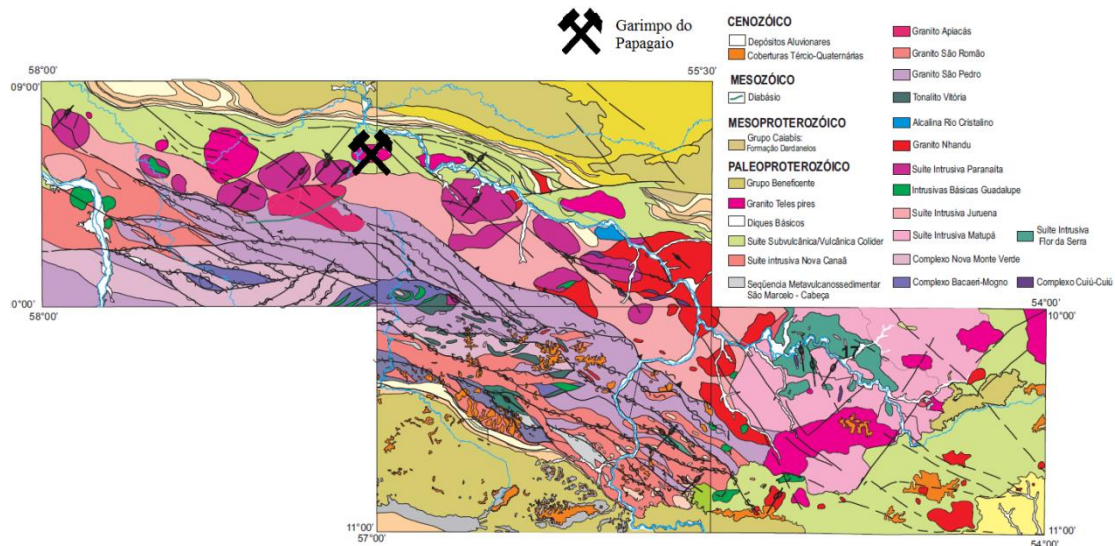 Garimpo do
Papagaio
CENOZÓICO
Depósitos Aluvionares
Coberturas Tércio-Quaternárias
MESOZÓICO
Diabásio
MESOPROTEROZÓICO
Grupo Caiabís:
Formação Dardanelos
PALEOPROTEROZÓICO
Grupo Beneficente
Granito Teles pires
Diques Básicos
Suite Subvulcânica/Vulcânica Colider
Suite intrusiva Nova Canaã
Seqüência Metavulcanossedimentar
São Marcelo - Cabeça
Granito Apiacás
Granito São Romão
Granito São Pedro
Tonalito Vitória
Alcalina Rio Cristalino
Granito Nhandu
Suíte Intrusiva Paranaíta
Intrusivas Básicas Guadalupe
Suíte Intrusiva Juruena
Suíte Intrusiva Matupá
Suíte Intrusiva
Flor da Serra
Complexo Nova Monte Verde
Complexo Bacaeri-Mogno
Complexo Cuiú-Cuiú
58°00'
55°30'
09°00'
0°00'
58°00'
54°00'
10°00'
17
11°00'
57°00'
11°00'
54°00'